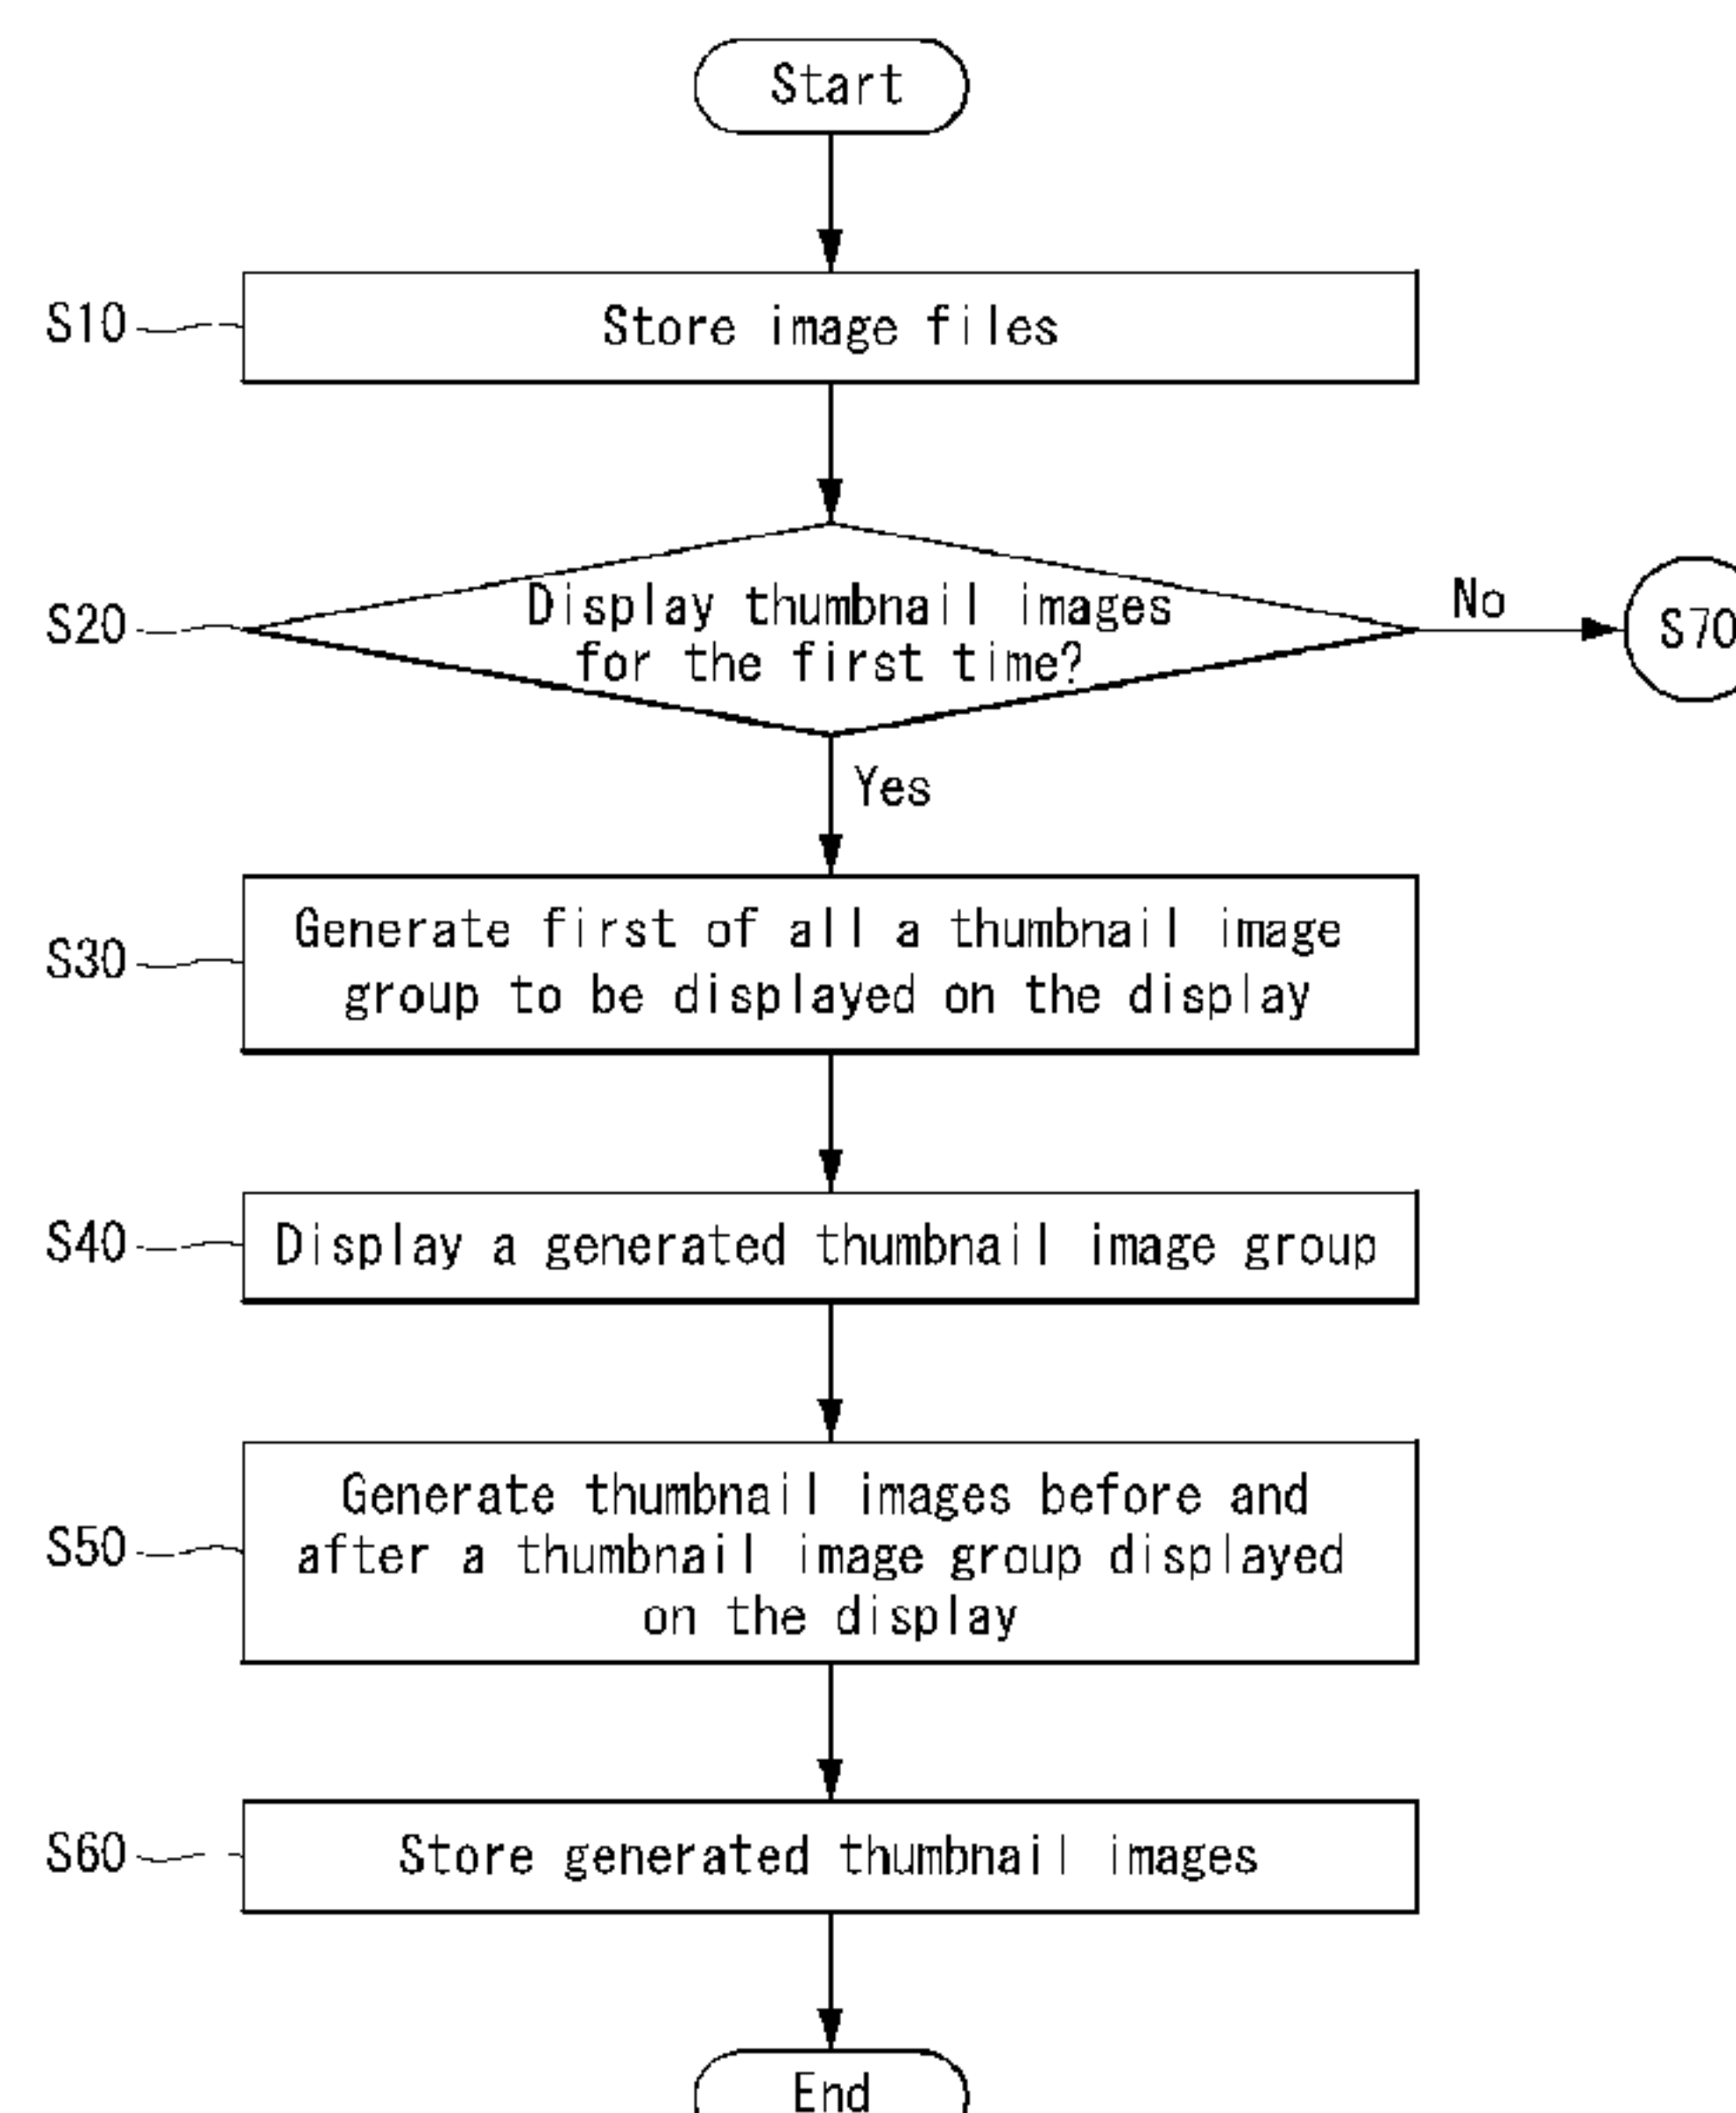 Start
S10
Store image files
S20
Display thumbnail images
for the first time?
No
S70
Yes
S30
Generate first of all a thumbnail image
group to be displayed on the display
S40
Display a generated thumbnail image group
S50
Generate thumbnail images before and
after a thumbnail image group displayed
on the display
S60
Store generated thumbnail images
End